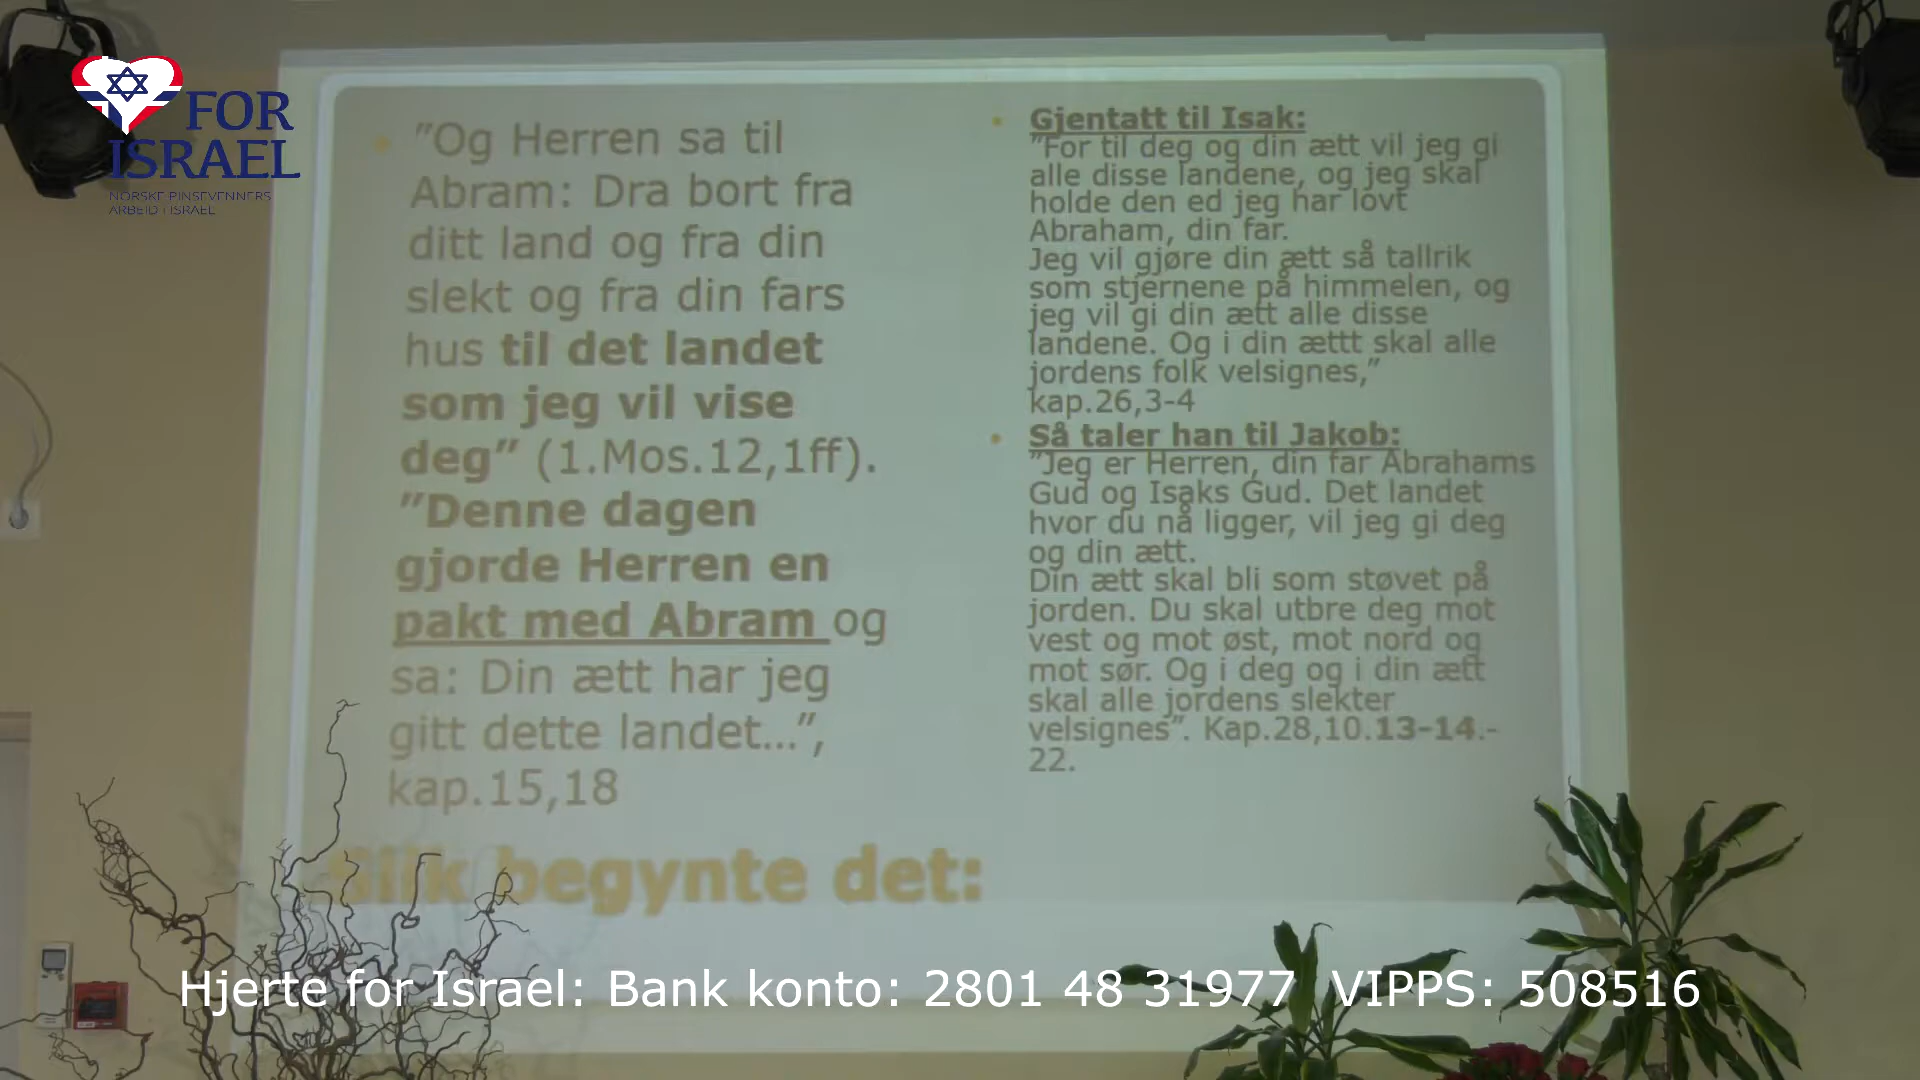 FOR
ISRAEL
NORSKE PINSEVENNERS
ARBEID I ISRAEL
"Og Herren sa til
Abram: Dra bort fra
ditt land og fra din
slekt og fra din fars
hus til det landet
som jeg vil vise
deg" (1.Mos.12,1ff).
"Denne dagen
gjorde Herren en
pakt med Abram og
sa: Din ætt har jeg
gitt dette landet...",
kap.15,18
Gjentatt til Isak:
"For til deg og din ætt vil jeg gi
alle disse landene, og jeg skal
holde den ed jeg har lovt
Abraham, din far.
Jeg vil gjøre din ætt så tallrik
som stjernene på himmelen, og
jeg vil gi din ætt alle disse
landene. Og i din ættt skal alle
jordens folk velsignes,"
kap.26,3-4
Så taler han til Jakob:
"Jeg er Herren, din far Abrahams
Gud og Isaks Gud. Det landet
hvor du nå ligger, vil jeg gi deg
og din ætt.
Din ætt skal bli som støvet på
jorden. Du skal utbre deg mot
vest og mot øst, mot nord og
mot sør. Og i deg og i din ætt
skal alle jordens slekter
velsignes". Kap.28,10.13-14.-
22.
Slik begynte det:
Hjerte for Israel: Bank konto: 2801 48 31977 VIPPS: 508516